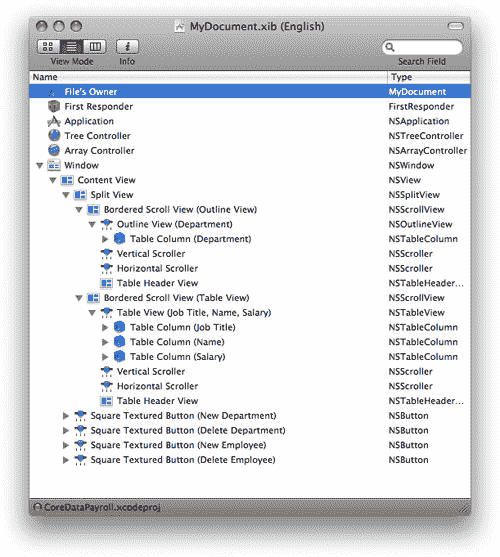 MyDocument.xib (English)
View Mode Info Search Field
Name Type
File's Owner MyDocument
First Responder FirstResponder
Application NSApplication
Tree Controller NSTreeController
Array Controller NSArrayController
Window NSWindow
Content View NSView
Split View NSSplitView
Bordered Scroll View (Outline View) NSScrollView
Outline View (Department) NSOutlineView
Table Column (Department) NSTableColumn
Vertical Scroller NSScroller
Horizontal Scroller NSScroller
Table Header View NSTableHeader...
Bordered Scroll View (Table View) NSScrollView
Table View (Job Title, Name, Salary) NSTableView
Table Column (Job Title) NSTableColumn
Table Column (Name) NSTableColumn
Table Column (Salary) NSTableColumn
Vertical Scroller NSScroller
Horizontal Scroller NSScroller
Table Header View NSTableHeader...
Square Textured Button (New Department) NSButton
Square Textured Button (Delete Department) NSButton
Square Textured Button (New Employee) NSButton
Square Textured Button (Delete Employee) NSButton
CoreDataPayroll.xcodeproj